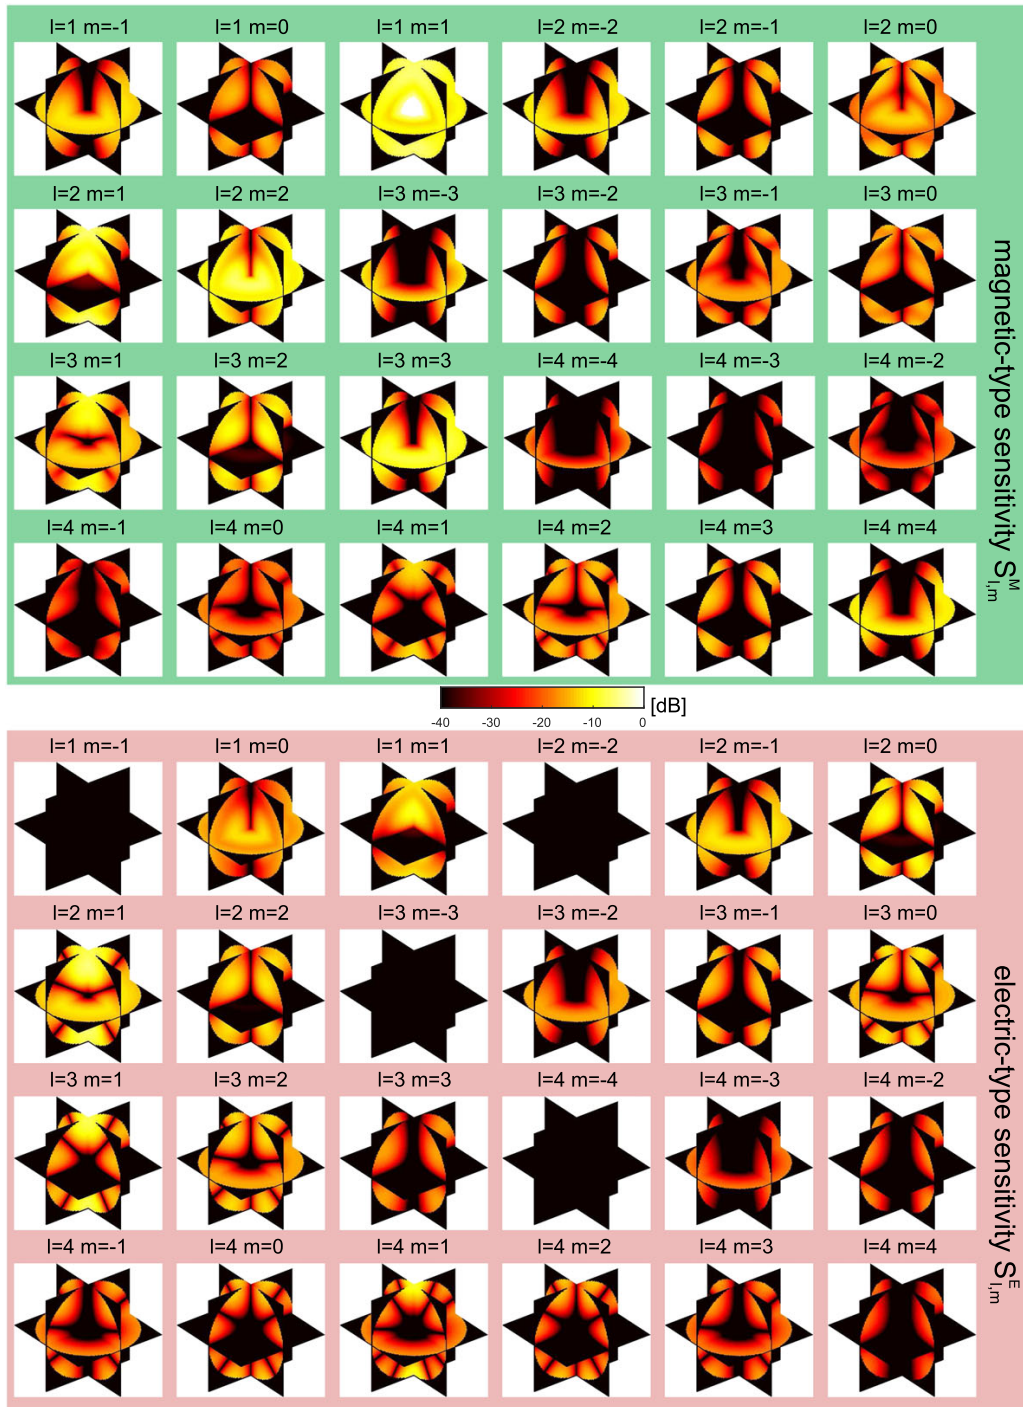 l=1 m=-1 l=1 m=0 l=1 m=1 l=2 m=-2 l=2 m=-1 l=2 m=0
l=2 m=1 l=2 m=2 l=3 m=-3 l=3 m=-2 l=3 m=-1 l=3 m=0
l=3 m=1 l=3 m=2 l=3 m=3 l=4 m=-4 l=4 m=-3 l=4 m=-2
l=4 m=-1 l=4 m=0 l=4 m=1 l=4 m=2 l=4 m=3 l=4 m=4
magnetic-type sensitivity S^M_l,m
-40 -30 -20 -10 0 [dB]
l=1 m=-1 l=1 m=0 l=1 m=1 l=2 m=-2 l=2 m=-1 l=2 m=0
l=2 m=1 l=2 m=2 l=3 m=-3 l=3 m=-2 l=3 m=-1 l=3 m=0
l=3 m=1 l=3 m=2 l=3 m=3 l=4 m=-4 l=4 m=-3 l=4 m=-2
l=4 m=-1 l=4 m=0 l=4 m=1 l=4 m=2 l=4 m=3 l=4 m=4
electric-type sensitivity S^E_l,m